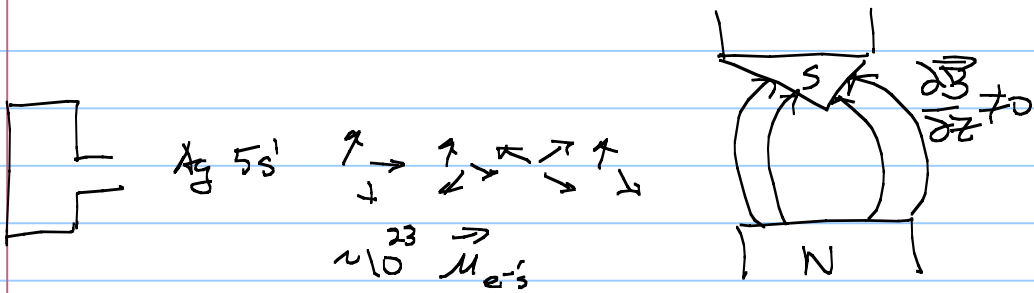 S
∂B⃗/∂z ≠ 0
Ag 5s¹
~10²³ μ⃗ e⁻'s
N